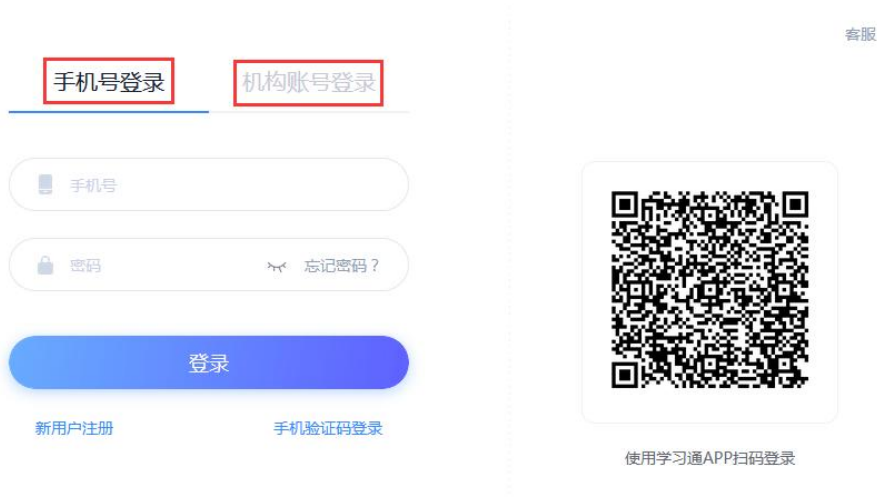 客服
手机号登录
机构账号登录
手机号
密码
忘记密码？
登录
新用户注册
手机验证码登录
使用学习通APP扫码登录